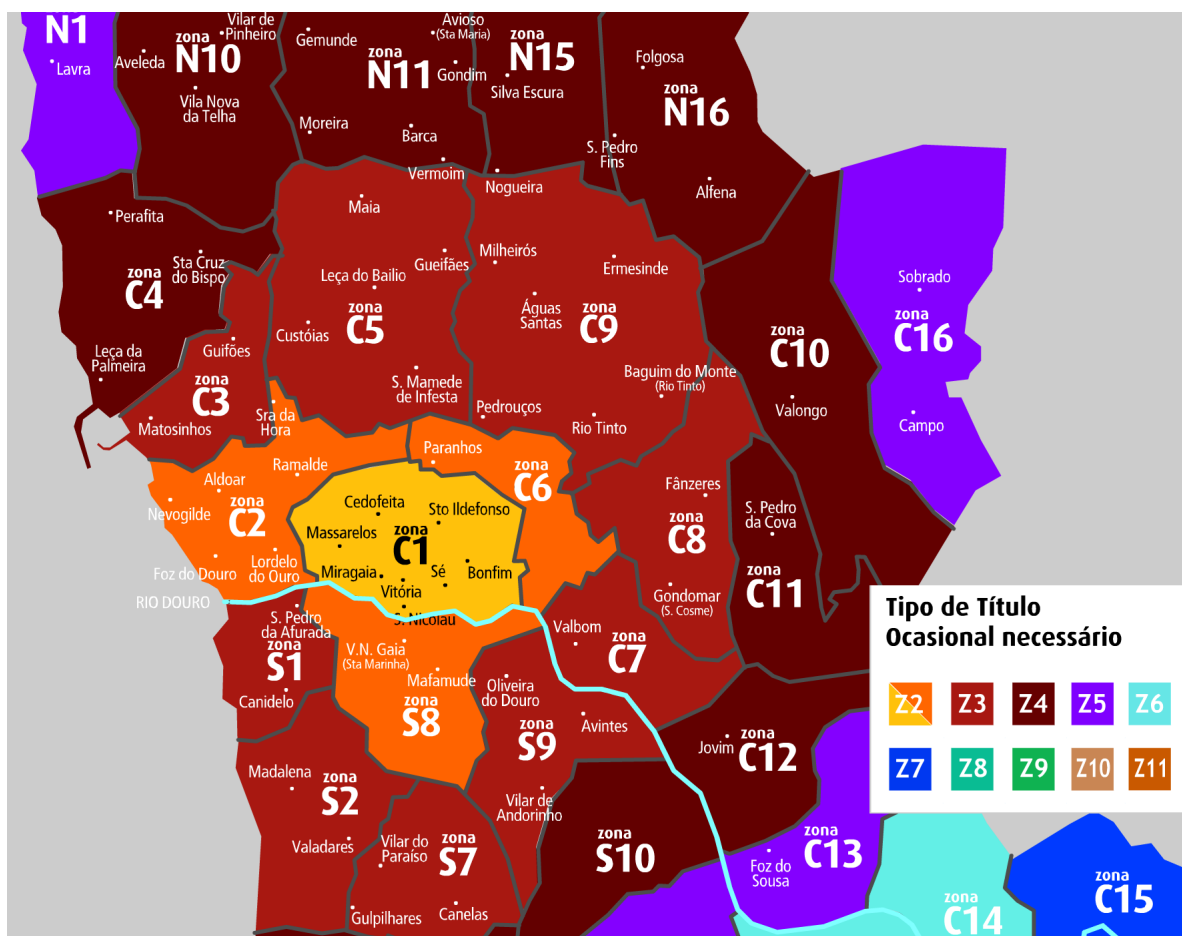 zona
N1
Lavra
Aveleda
Vilar de
Pinheiro
zona
N10
Vila Nova
da Telha
Gemunde
Avioso
(Sta Maria)
zona
N11
Gondim
Moreira
Barca
Vermoim
zona
N15
Silva Escura
Nogueira
Folgosa
zona
N16
S. Pedro
Fins
Alfena
Perafita
Sta Cruz
do Bispo
zona
C4
Leça da
Palmeira
Maia
Gueifães
Leça do Bailio
zona
C5
Custóias
S. Mamede
de Infesta
Milheirós
Ermesinde
Águas
Santas
zona
C9
Baguim do Monte
(Rio Tinto)
Pedrouços
Rio Tinto
zona
C10
Valongo
Sobrado
zona
C16
Campo
Guifões
zona
C3
Matosinhos
Sra da
Hora
Ramalde
Aldoar
Nevogilde
zona
C2
Foz do Douro
Lordelo
do Ouro
RIO DOURO
Paranhos
zona
C6
Cedofeita
Sto Ildefonso
Massarelos
zona
C1
Miragaia
Sé
Bonfim
Vitória
S. Nicolau
Fânzeres
zona
C8
Gondomar
(S. Cosme)
S. Pedro
da Cova
zona
C11
Valbom
zona
C7
S. Pedro
da Afurada
zona
S1
Canidelo
V.N. Gaia
(Sta Marinha)
Mafamude
zona
S8
Oliveira
do Douro
zona
S9
Avintes
Vilar de
Andorinho
Jovim
zona
C12
Madalena
zona
S2
Valadares
Vilar do
Paraíso
zona
S7
Gulpilhares
Canelas
zona
S10
zona
C13
Foz do
Sousa
zona
C14
zona
C15
Tipo de Título
Ocasional necessário
Z2 Z3 Z4 Z5 Z6
Z7 Z8 Z9 Z10 Z11